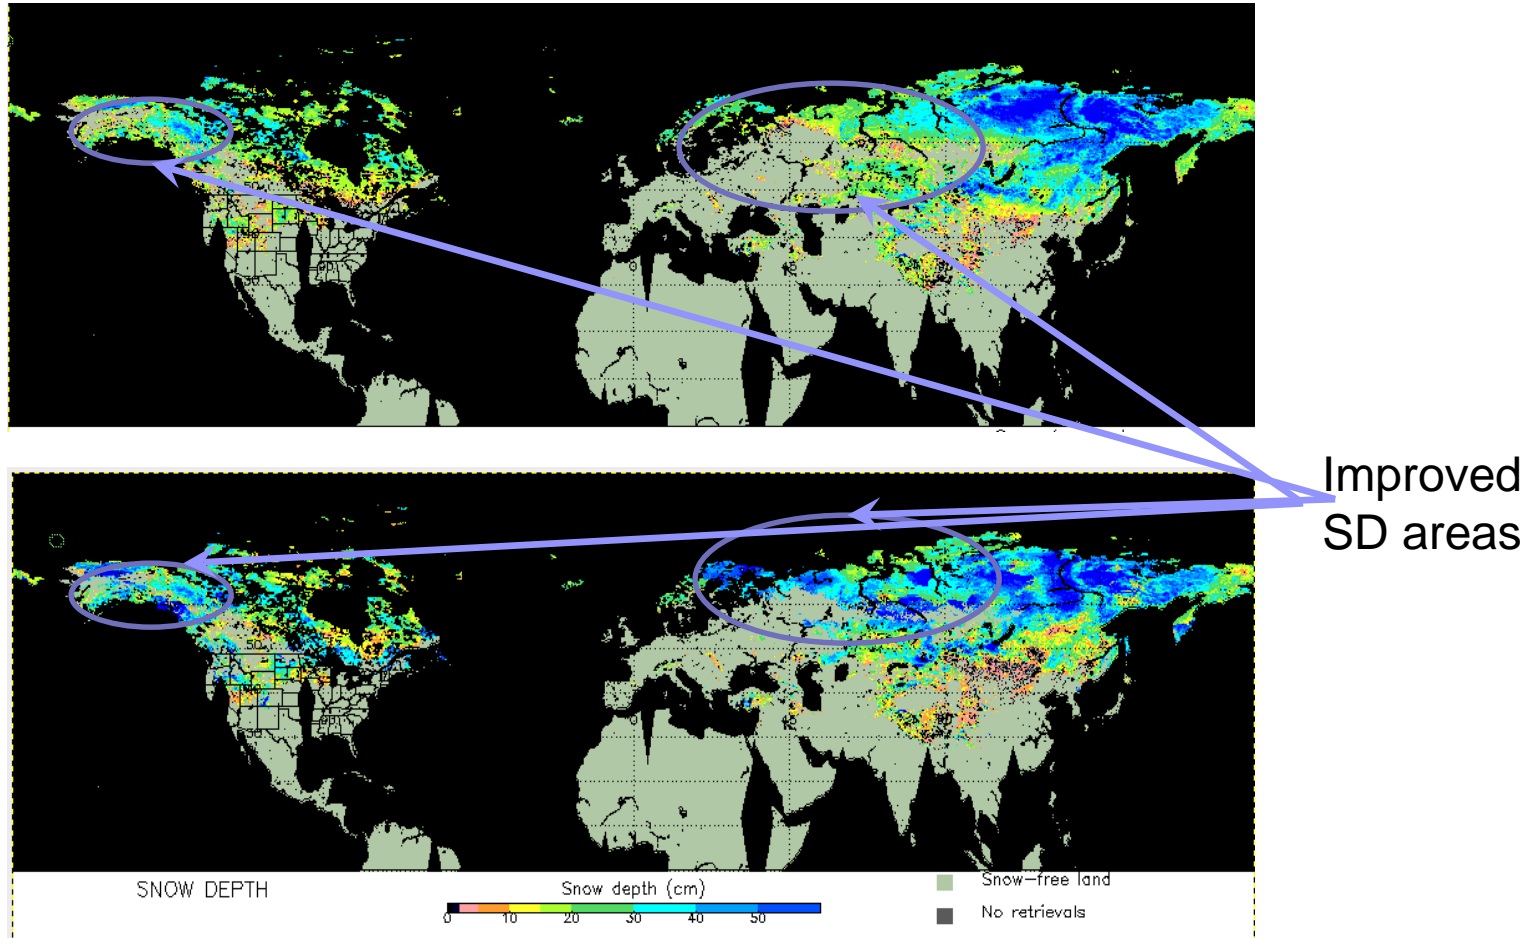 Improved
SD areas
SNOW DEPTH
Snow depth (cm)
0 10 20 30 40 50
Snow-free land
No retrievals